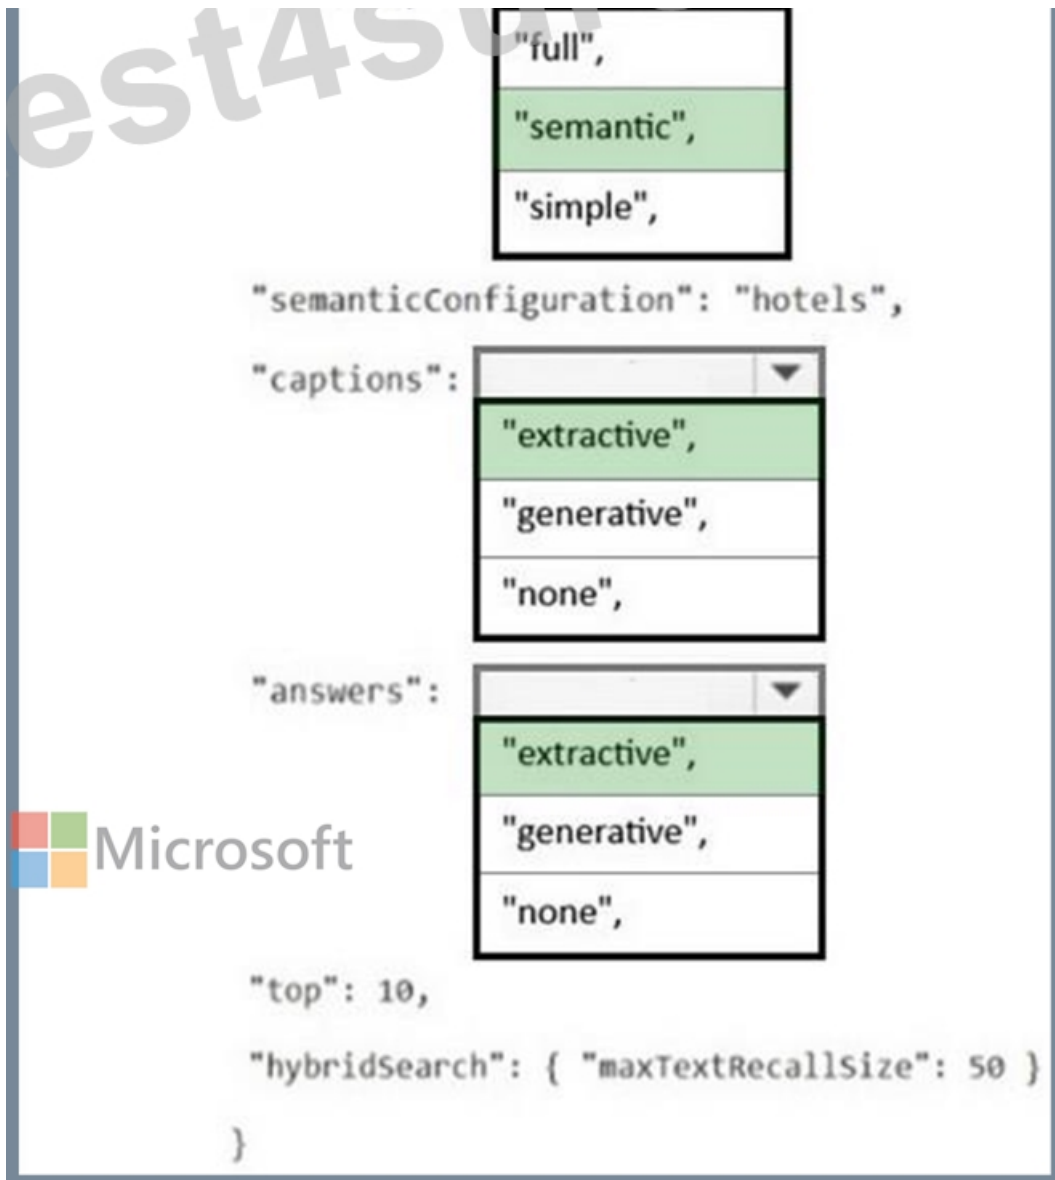 est4sur
"full",
"semantic",
"simple",
"semanticConfiguration": "hotels",
"captions":
"extractive",
"generative",
"none",
"answers":
"extractive",
"generative",
"none",
Microsoft
"top": 10,
"hybridSearch": { "maxTextRecallSize": 50 }
}